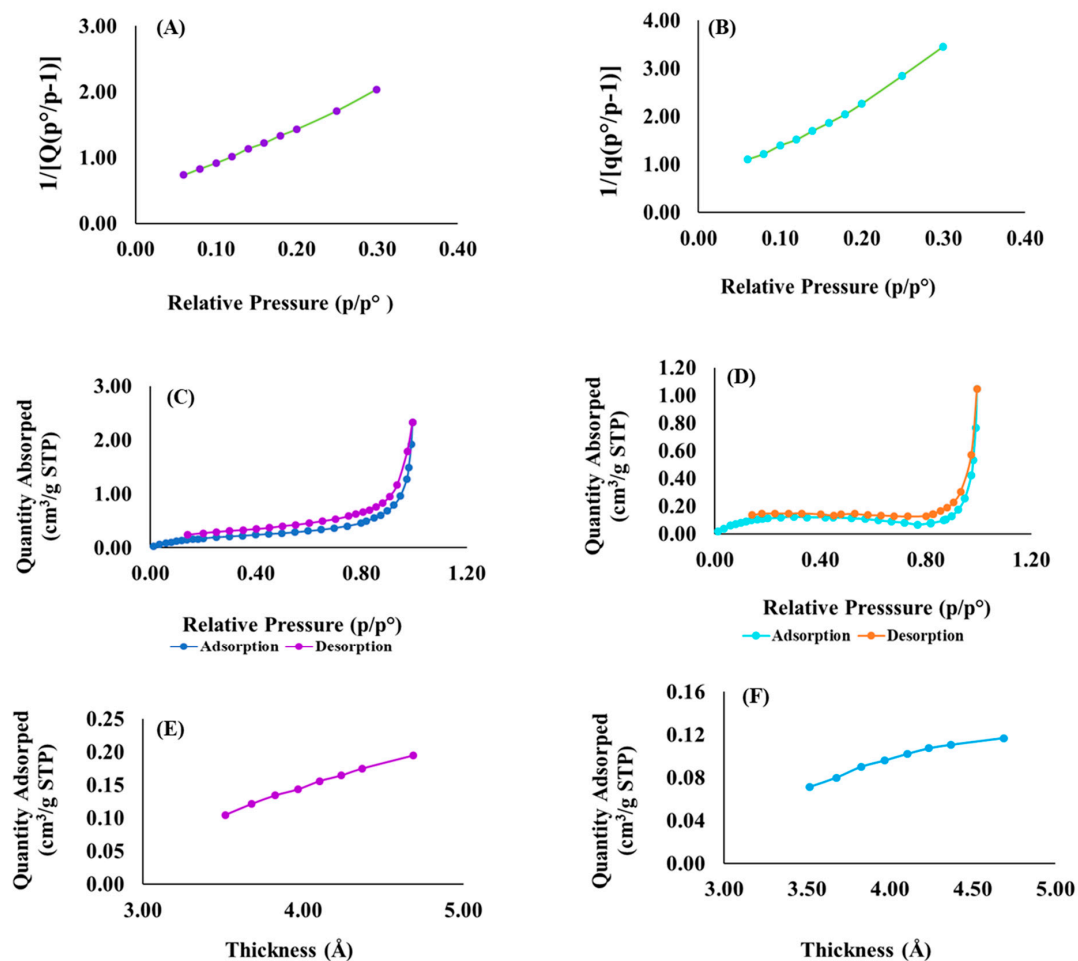 (A)
1/[Q(p°/p-1)]
3.00
2.00
1.00
0.00
0.00 0.10 0.20 0.30 0.40
Relative Pressure (p/p° )
(B)
1/[q(p°/p-1)]
4.00
3.00
2.00
1.00
0.00
0.00 0.10 0.20 0.30 0.40
Relative Pressure (p/p°)
(C)
Quantity Absorped
(cm³/g STP)
3.00
2.00
1.00
0.00
0.00 0.40 0.80 1.20
Relative Pressure (p/p°)
Adsorption Desorption
(D)
Quantity Absorped
(cm³/g STP)
1.20
1.00
0.80
0.60
0.40
0.20
0.00
0.00 0.40 0.80 1.20
Relative Presssure (p/p°)
Adsorption Desorption
(E)
Quantity Adsorped
(cm³/g STP)
0.25
0.20
0.15
0.10
0.05
0.00
3.00 4.00 5.00
Thickness (Å)
(F)
Quantity Adsorped
(cm³/g STP)
0.16
0.12
0.08
0.04
0.00
3.00 3.50 4.00 4.50 5.00
Thickness (Å)